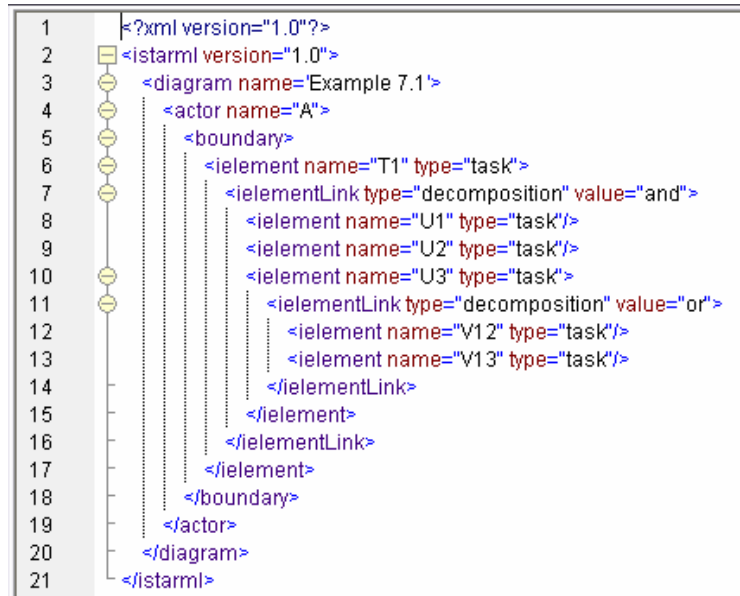 1 <?xml version="1.0"?>
2 <istarml version="1.0">
3 <diagram name='Example 7.1'>
4 <actor name="A">
5 <boundary>
6 <ielement name="T1" type="task">
7 <ielementLink type="decomposition" value="and">
8 <ielement name="U1" type="task"/>
9 <ielement name="U2" type="task"/>
10 <ielement name="U3" type="task">
11 <ielementLink type="decomposition" value="or">
12 <ielement name="V12" type="task"/>
13 <ielement name="V13" type="task"/>
14 </ielementLink>
15 </ielement>
16 </ielementLink>
17 </ielement>
18 </boundary>
19 </actor>
20 </diagram>
21 </istarml>